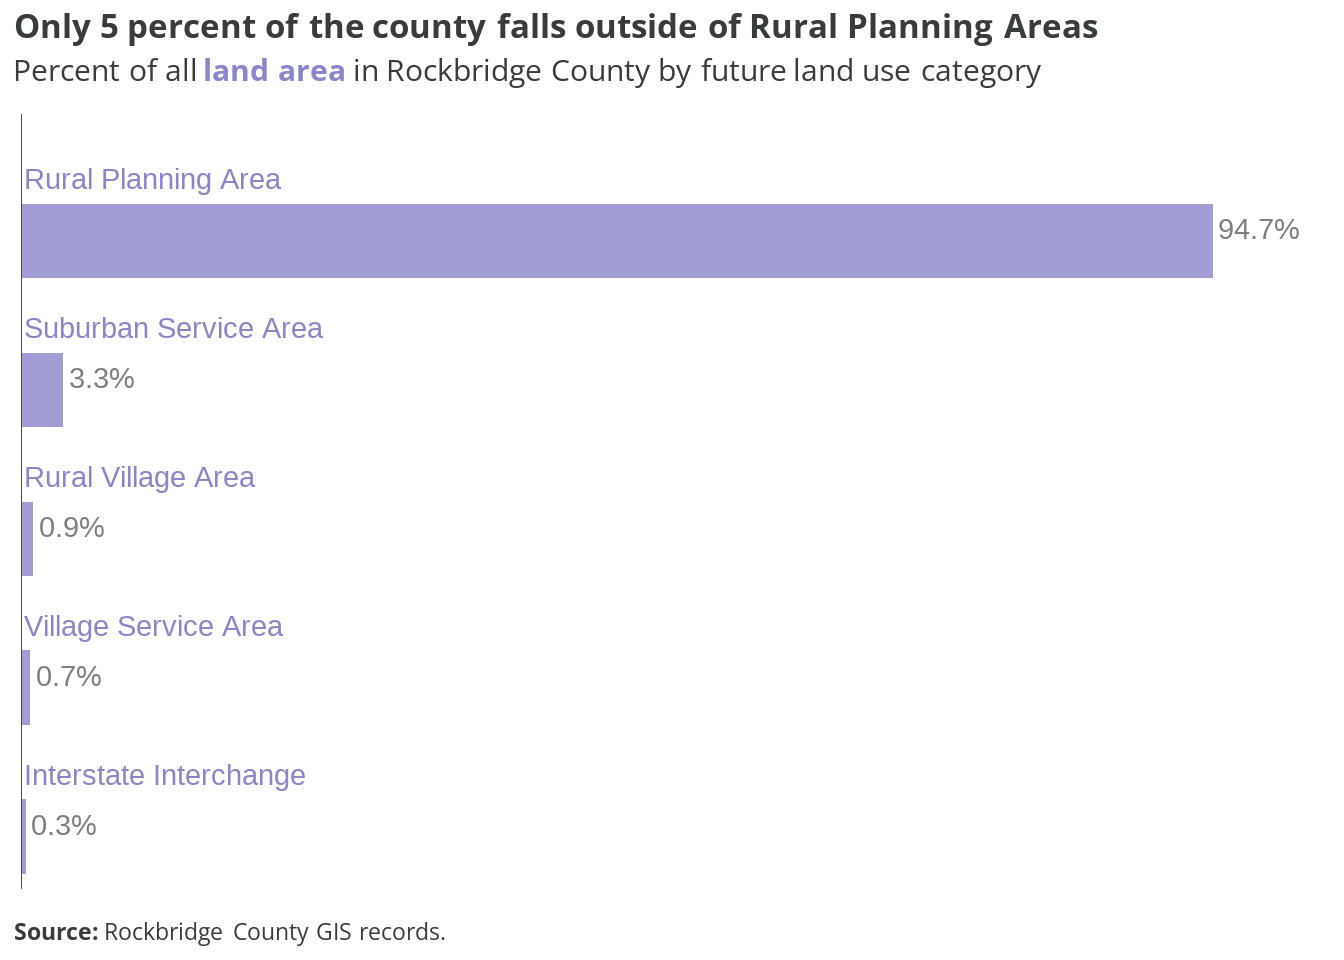 Only 5 percent of the county falls outside of Rural Planning Areas
Percent of all land area in Rockbridge County by future land use category
Rural Planning Area
94.7%
Suburban Service Area
3.3%
Rural Village Area
0.9%
Village Service Area
0.7%
Interstate Interchange
0.3%
Source: Rockbridge County GIS records.